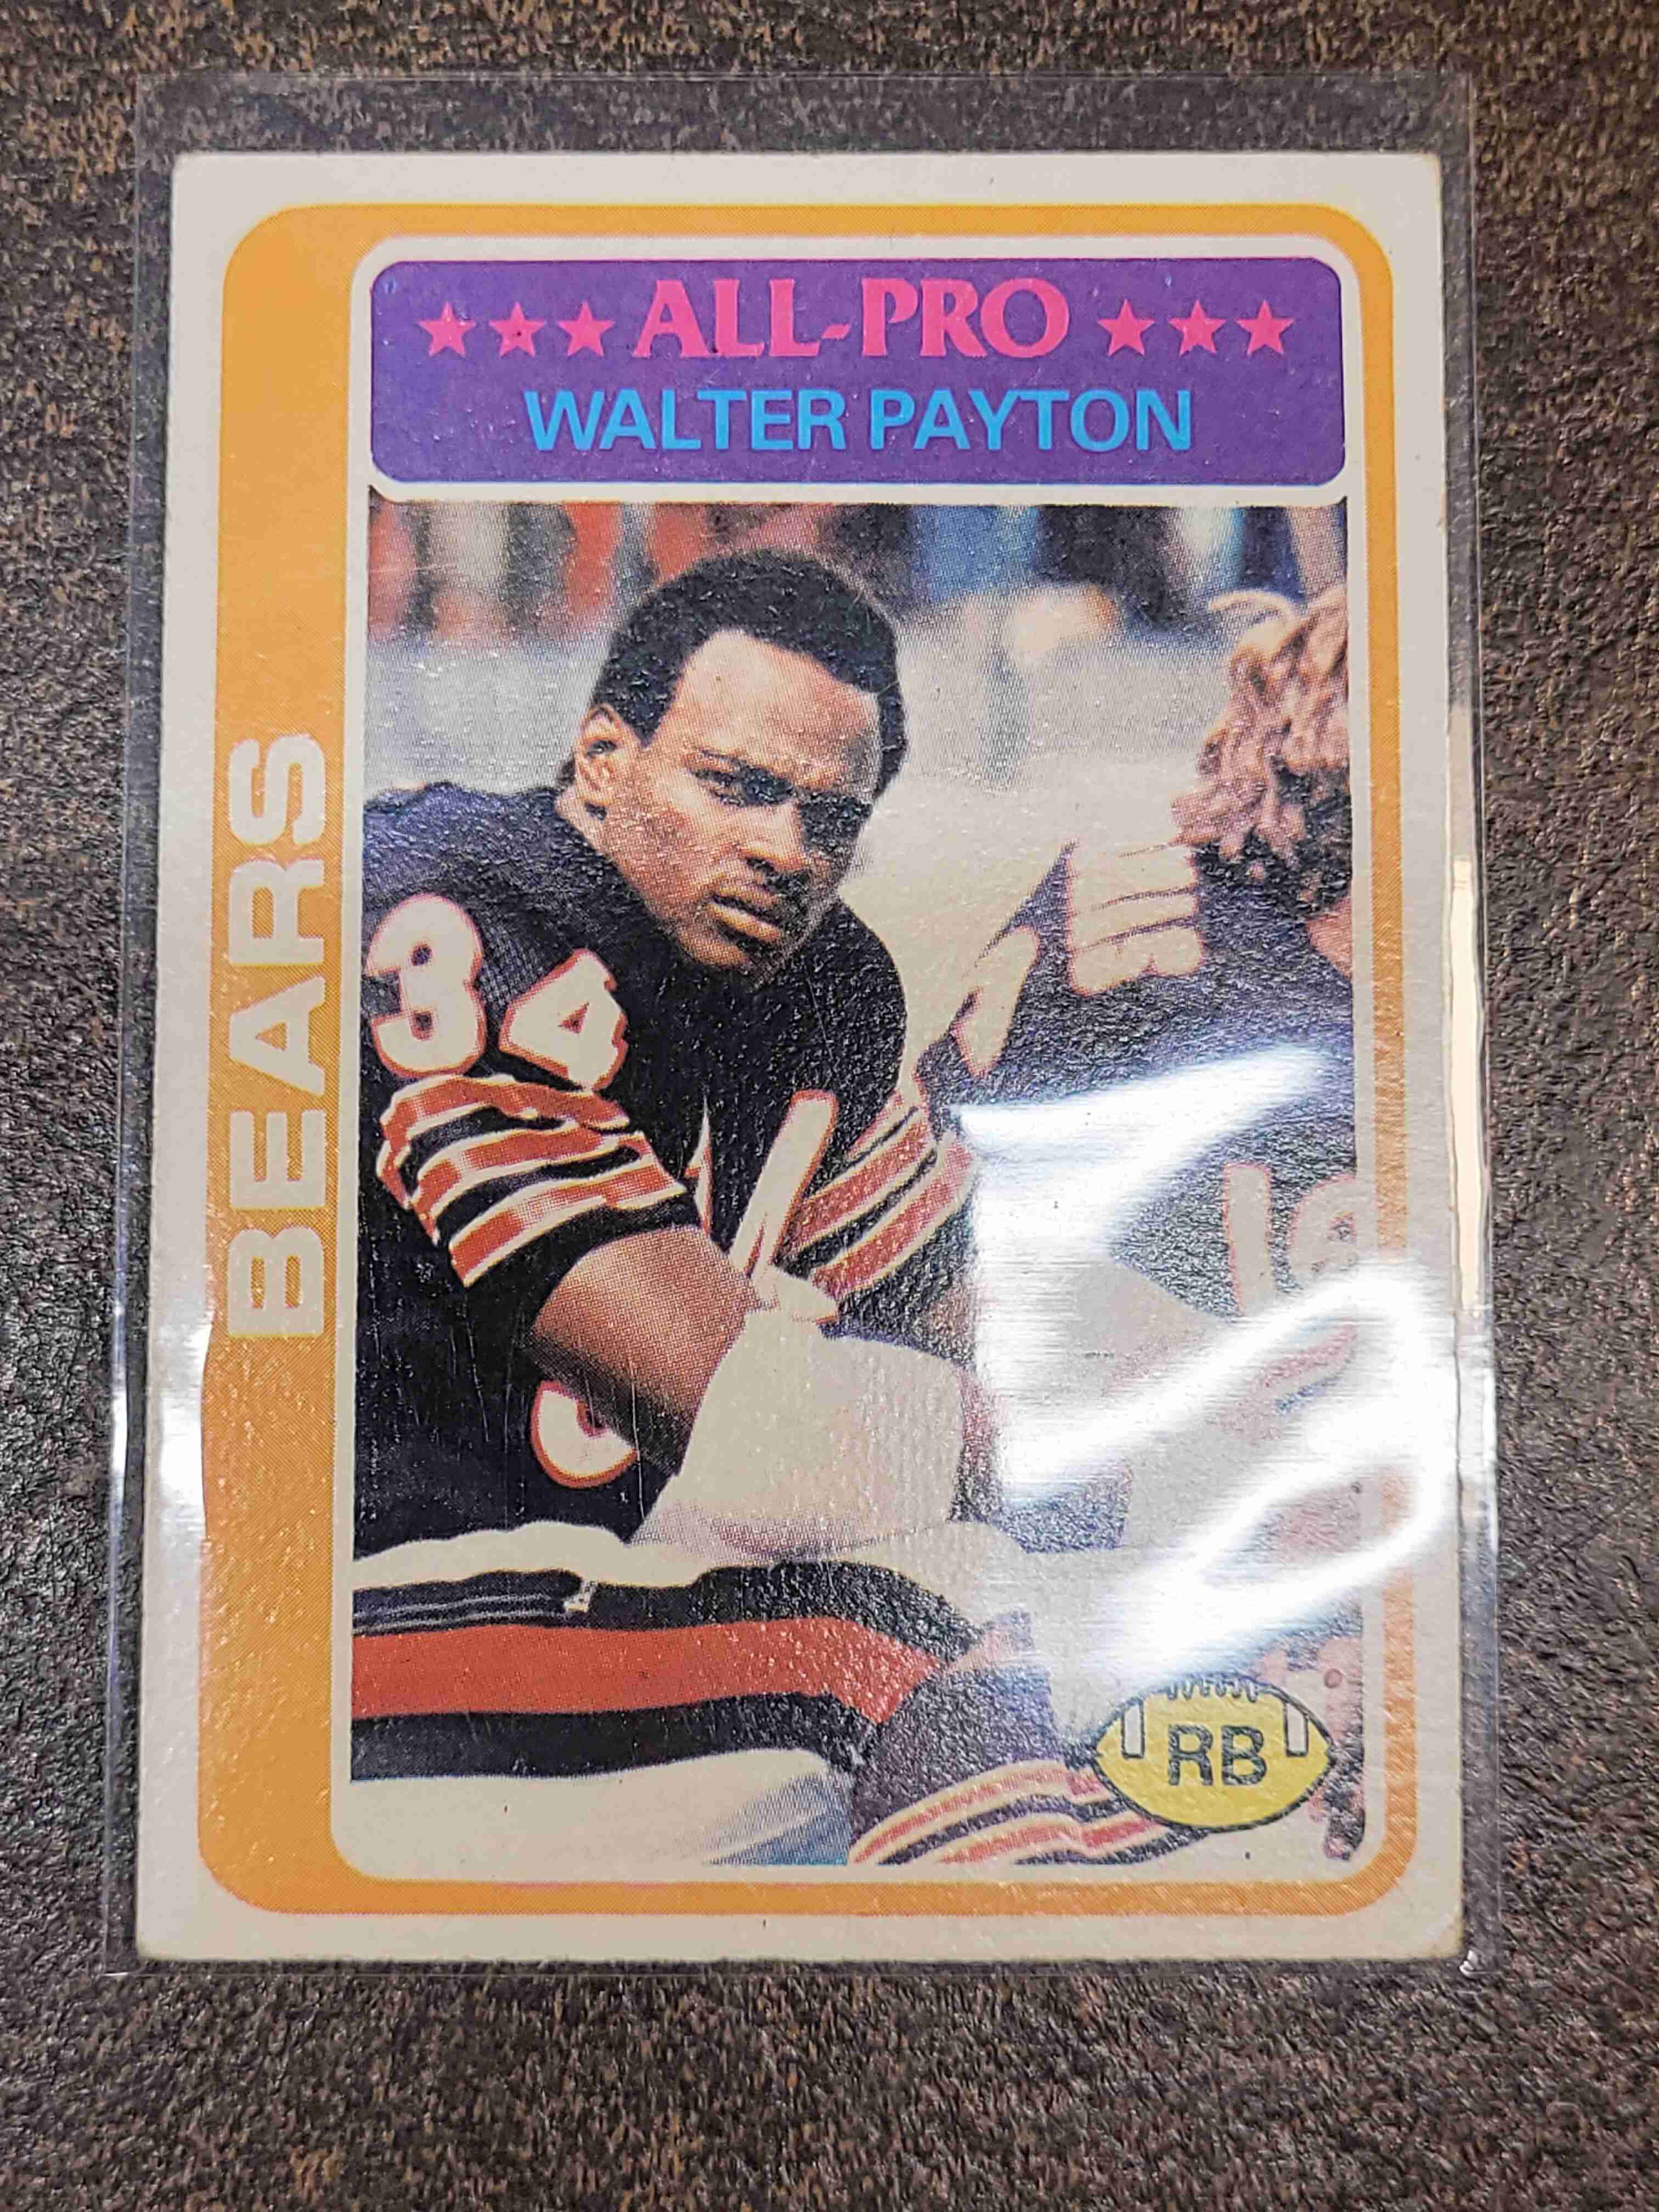 ★★★ALL-PRO★★★
WALTER PAYTON
BEARS
34
RB